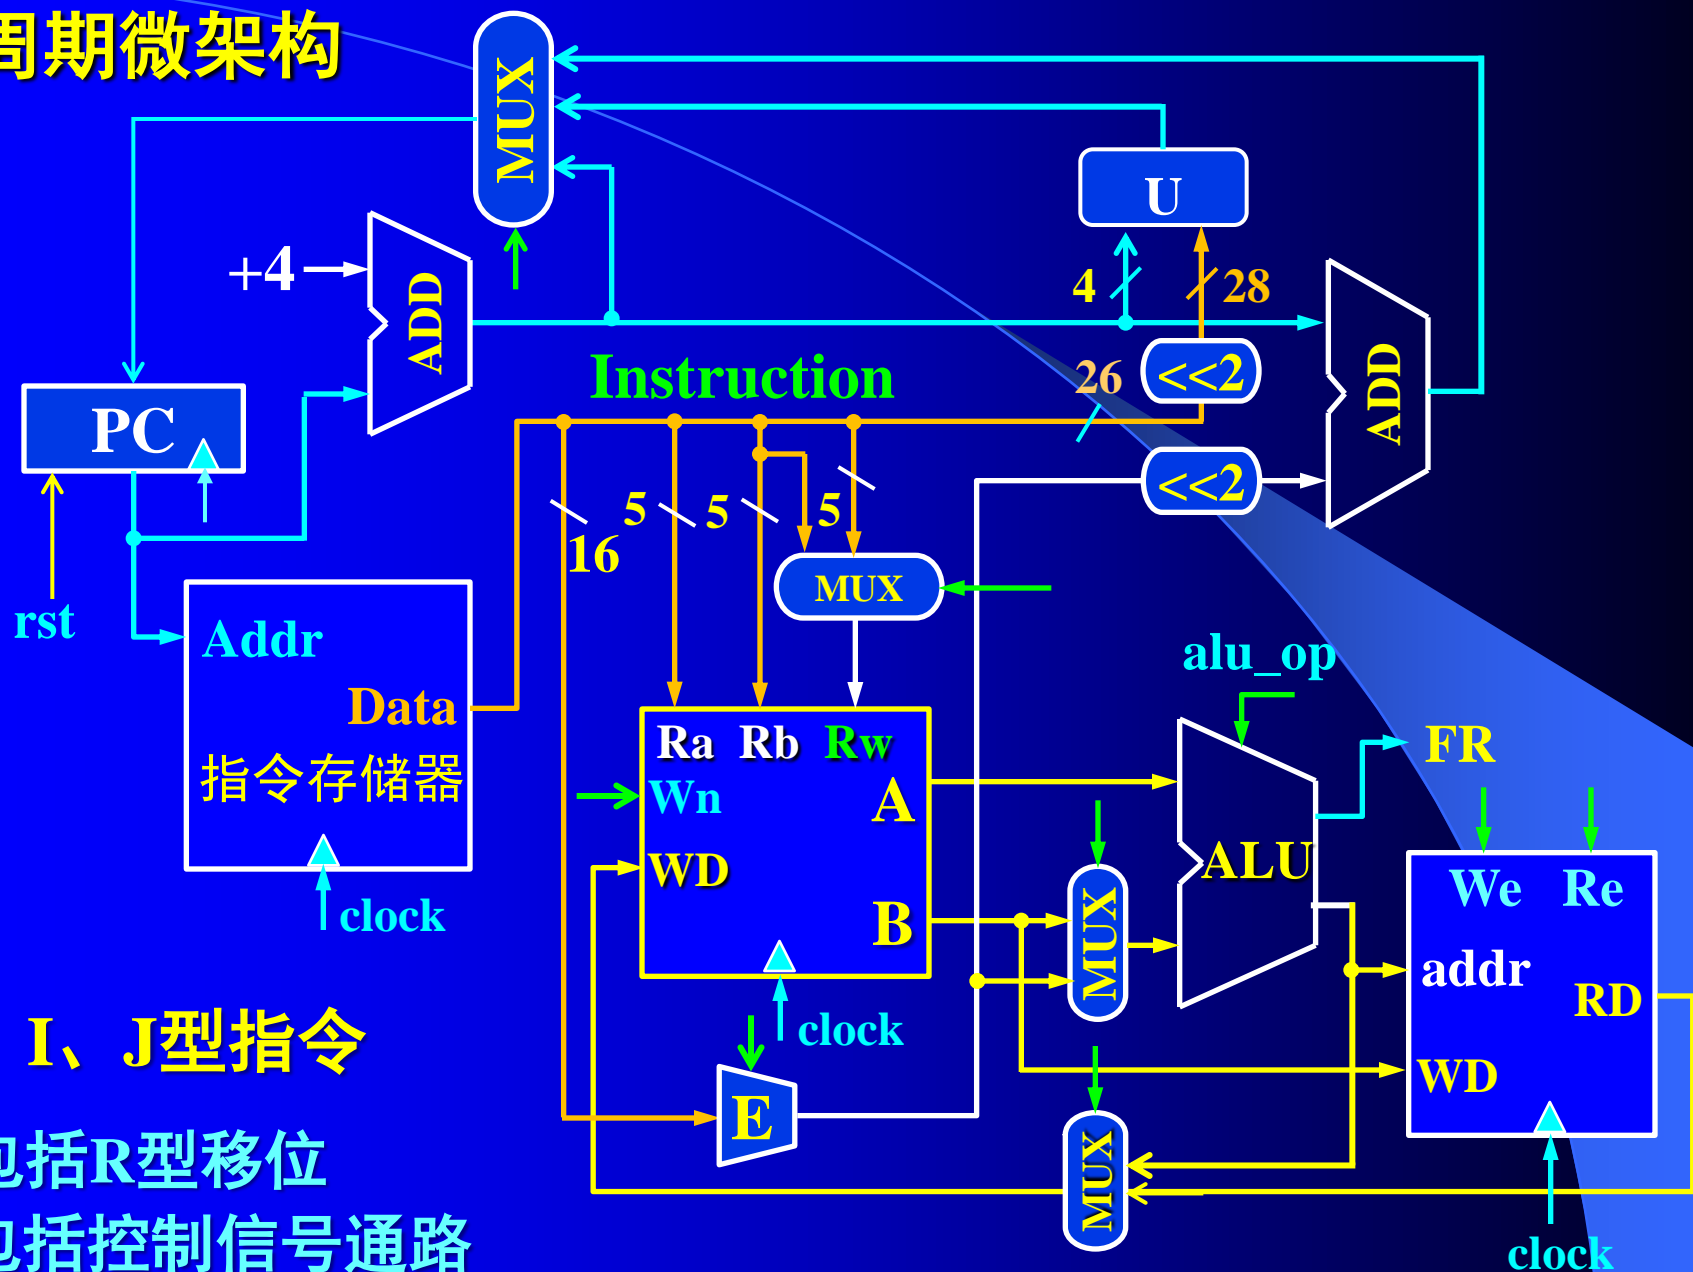 周期微架构
MUX
U
+4
ADD
4
28
Instruction
26
<<2
ADD
PC
<<2
5
5
5
16
MUX
rst
Addr
alu_op
Data
Ra Rb Rw
FR
指令存储器
Wn
A
WD
ALU
We Re
clock
B
MUX
addr
RD
I、J型指令
clock
WD
E
包括R型移位
MUX
包括控制信号通路
clock